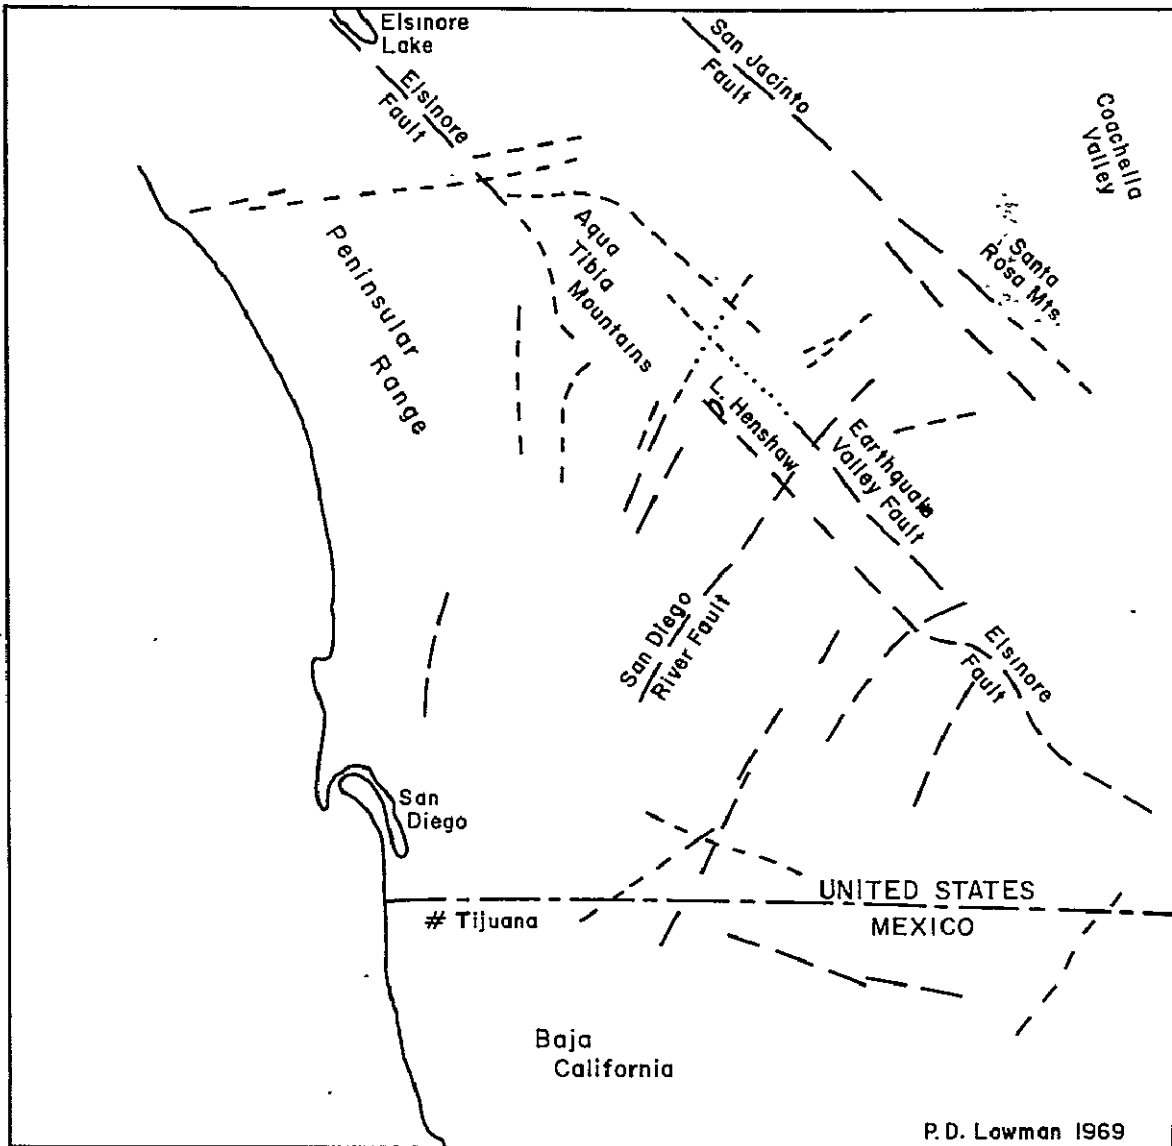 Elsinore
Lake
Elsinore
Fault
San Jacinto
Fault
Coachella
Valley
Santa
Rosa Mts.
Aqua
Tibia
Mountains
Peninsular
Range
L. Henshaw
Earthquake
Valley Fault
San Diego
River Fault
Elsinore
Fault
San
Diego
UNITED STATES
# Tijuana
MEXICO
Baja
California
P. D. Lowman 1969